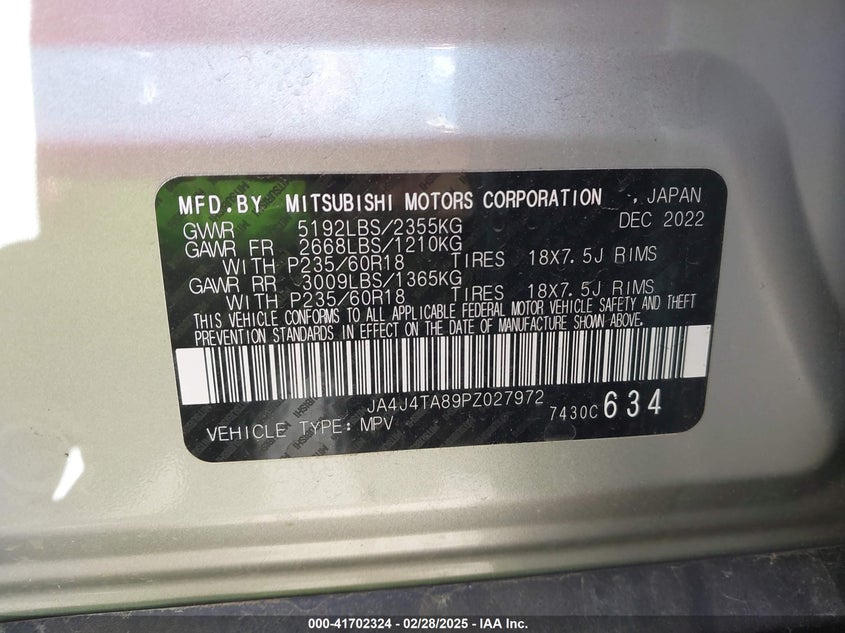 MFD.BY MITSUBISHI MOTORS CORPORATION , JAPAN
DEC 2022
GVWR 5192LBS/2355KG
GAWR FR 2668LBS/1210KG
WITH P235/60R18 TIRES 18X7.5J RIMS
GAWR RR 3009LBS/1365KG
WITH P235/60R18 TIRES 18X7.5J RIMS
THIS VEHICLE CONFORMS TO ALL APPLICABLE FEDERAL MOTOR VEHICLE SAFETY AND THEFT
PREVENTION STANDARDS IN EFFECT ON THE DATE OF MANUFACTURE SHOWN ABOVE.
JA4J4TA89PZ027972
7430C 634
VEHICLE TYPE: MPV
000-41702324 - 02/28/2025 - IAA Inc.